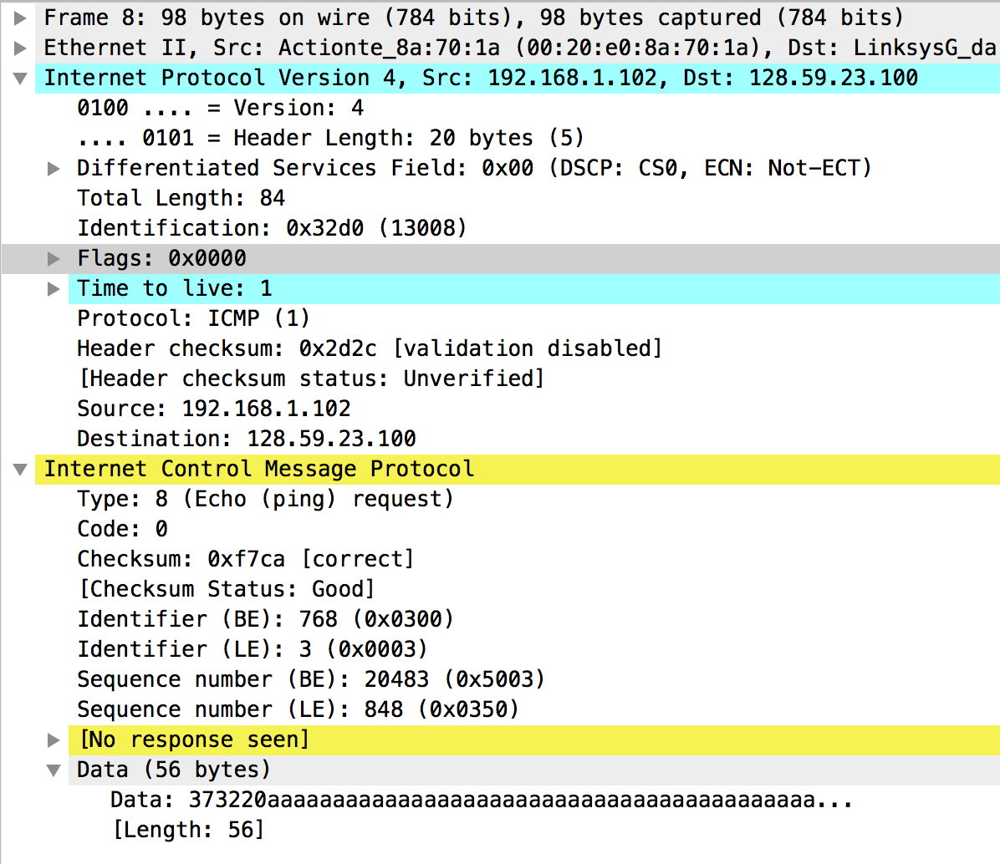 Frame 8: 98 bytes on wire (784 bits), 98 bytes captured (784 bits)
Ethernet II, Src: Actionte_8a:70:1a (00:20:e0:8a:70:1a), Dst: LinksysG_da
Internet Protocol Version 4, Src: 192.168.1.102, Dst: 128.59.23.100
0100 .... = Version: 4
.... 0101 = Header Length: 20 bytes (5)
Differentiated Services Field: 0x00 (DSCP: CS0, ECN: Not-ECT)
Total Length: 84
Identification: 0x32d0 (13008)
Flags: 0x0000
Time to live: 1
Protocol: ICMP (1)
Header checksum: 0x2d2c [validation disabled]
[Header checksum status: Unverified]
Source: 192.168.1.102
Destination: 128.59.23.100
Internet Control Message Protocol
Type: 8 (Echo (ping) request)
Code: 0
Checksum: 0xf7ca [correct]
[Checksum Status: Good]
Identifier (BE): 768 (0x0300)
Identifier (LE): 3 (0x0003)
Sequence number (BE): 20483 (0x5003)
Sequence number (LE): 848 (0x0350)
[No response seen]
Data (56 bytes)
Data: 373220aaaaaaaaaaaaaaaaaaaaaaaaaaaaaaaaaaaaaaaaaa...
[Length: 56]